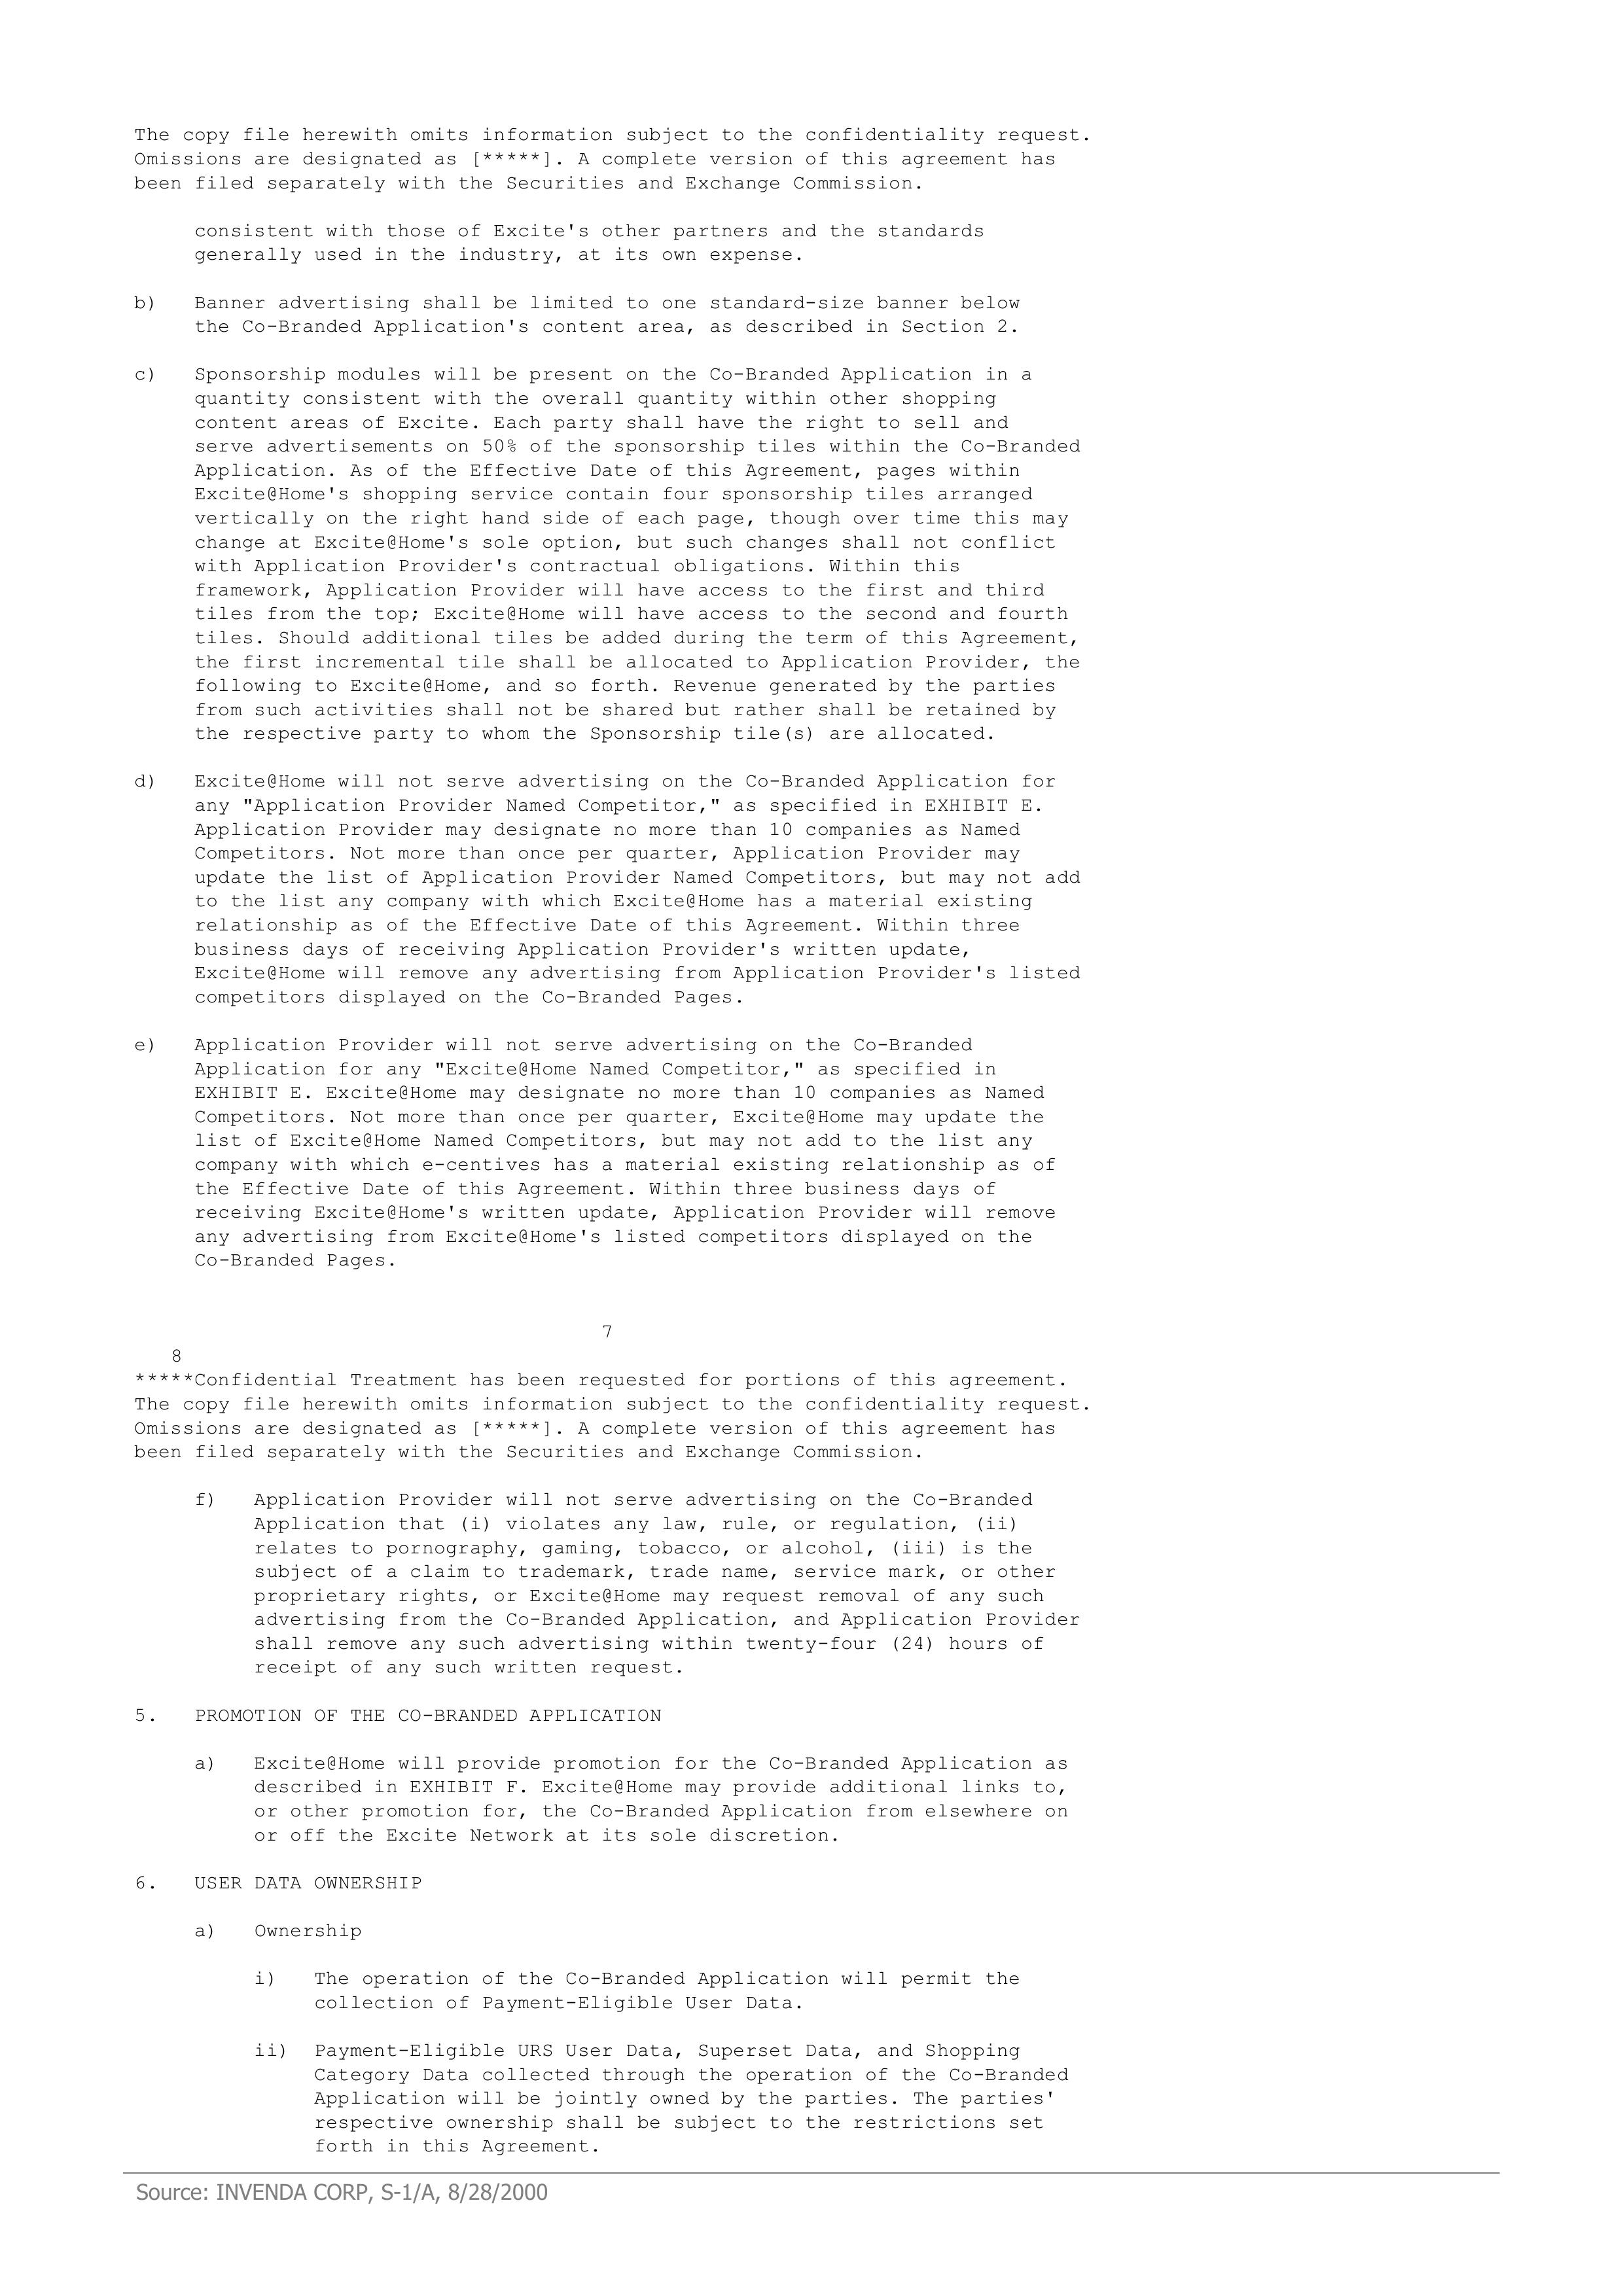 The copy file herewith omits information subject to the confidentiality request.
Omissions are designated as [*****]. A complete version of this agreement has
been filed separately with the Securities and Exchange Commission.
consistent with those of Excite's other partners and the standards
generally used in the industry, at its own expense.
b) Banner advertising shall be limited to one standard-size banner below
the Co-Branded Application's content area, as described in Section 2.
c) Sponsorship modules will be present on the Co-Branded Application in a
quantity consistent with the overall quantity within other shopping
content areas of Excite. Each party shall have the right to sell and
serve advertisements on 50% of the sponsorship tiles within the Co-Branded
Application. As of the Effective Date of this Agreement, pages within
Excite@Home's shopping service contain four sponsorship tiles arranged
vertically on the right hand side of each page, though over time this may
change at Excite@Home's sole option, but such changes shall not conflict
with Application Provider's contractual obligations. Within this
framework, Application Provider will have access to the first and third
tiles from the top; Excite@Home will have access to the second and fourth
tiles. Should additional tiles be added during the term of this Agreement,
the first incremental tile shall be allocated to Application Provider, the
following to Excite@Home, and so forth. Revenue generated by the parties
from such activities shall not be shared but rather shall be retained by
the respective party to whom the Sponsorship tile(s) are allocated.
d) Excite@Home will not serve advertising on the Co-Branded Application for
any "Application Provider Named Competitor," as specified in EXHIBIT E.
Application Provider may designate no more than 10 companies as Named
Competitors. Not more than once per quarter, Application Provider may
update the list of Application Provider Named Competitors, but may not add
to the list any company with which Excite@Home has a material existing
relationship as of the Effective Date of this Agreement. Within three
business days of receiving Application Provider's written update,
Excite@Home will remove any advertising from Application Provider's listed
competitors displayed on the Co-Branded Pages.
e) Application Provider will not serve advertising on the Co-Branded
Application for any "Excite@Home Named Competitor," as specified in
EXHIBIT E. Excite@Home may designate no more than 10 companies as Named
Competitors. Not more than once per quarter, Excite@Home may update the
list of Excite@Home Named Competitors, but may not add to the list any
company with which e-centives has a material existing relationship as of
the Effective Date of this Agreement. Within three business days of
receiving Excite@Home's written update, Application Provider will remove
any advertising from Excite@Home's listed competitors displayed on the
Co-Branded Pages.
7
8
*****Confidential Treatment has been requested for portions of this agreement.
The copy file herewith omits information subject to the confidentiality request.
Omissions are designated as [*****]. A complete version of this agreement has
been filed separately with the Securities and Exchange Commission.
f) Application Provider will not serve advertising on the Co-Branded
Application that (i) violates any law, rule, or regulation, (ii)
relates to pornography, gaming, tobacco, or alcohol, (iii) is the
subject of a claim to trademark, trade name, service mark, or other
proprietary rights, or Excite@Home may request removal of any such
advertising from the Co-Branded Application, and Application Provider
shall remove any such advertising within twenty-four (24) hours of
receipt of any such written request.
5. PROMOTION OF THE CO-BRANDED APPLICATION
a) Excite@Home will provide promotion for the Co-Branded Application as
described in EXHIBIT F. Excite@Home may provide additional links to,
or other promotion for, the Co-Branded Application from elsewhere on
or off the Excite Network at its sole discretion.
6. USER DATA OWNERSHIP
a) Ownership
i) The operation of the Co-Branded Application will permit the
collection of Payment-Eligible User Data.
ii) Payment-Eligible URS User Data, Superset Data, and Shopping
Category Data collected through the operation of the Co-Branded
Application will be jointly owned by the parties. The parties'
respective ownership shall be subject to the restrictions set
forth in this Agreement.
Source: INVENDA CORP, S-1/A, 8/28/2000